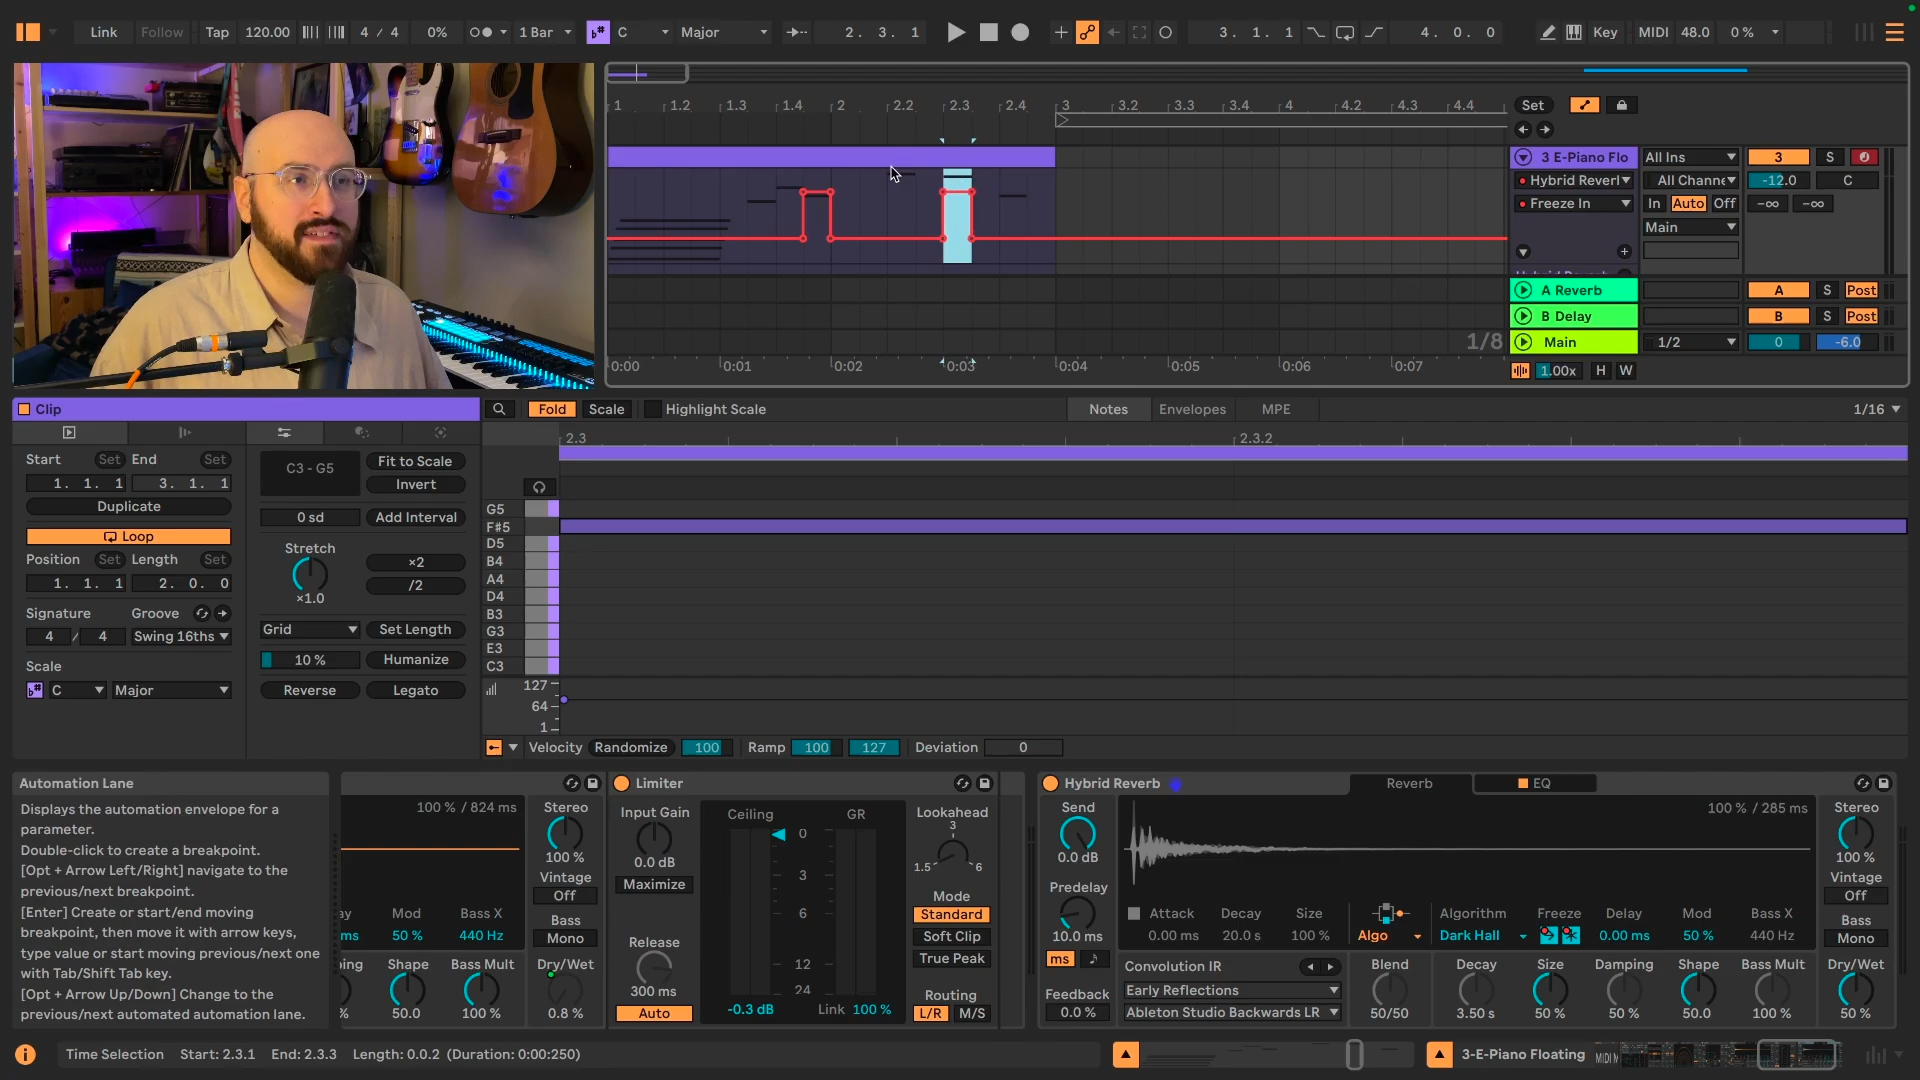 Link Follow Tap 120.00 4 / 4 0% 1 Bar C Major 2. 3. 1 3. 1. 1 4. 0. 0 Key MIDI 48.0 0 %
1 1.2 1.3 1.4 2 2.2 2.3 2.4 3 3.2 3.3 3.4 4 4.2 4.3 4.4 Set
3 E-Piano Flo All Ins 3 S
Hybrid Reverl All Channe -12.0 C
Freeze In In Auto Off -∞ -∞
Main
A Reverb A S Post
B Delay B S Post
1/8 Main 1/2 0 -6.0
0:00 0:01 0:02 0:03 0:04 0:05 0:06 0:07 1.00x H W
Clip Fold Scale Highlight Scale Notes Envelopes MPE 1/16
2.3 2.3.2
Start Set End Set
1. 1. 1 3. 1. 1
Duplicate
Loop
Position Set Length Set
1. 1. 1 2. 0. 0
Signature Groove
4 / 4 Swing 16ths
Scale
C Major
C3 - G5 Fit to Scale
Invert
0 sd Add Interval
Stretch
×2
/2
×1.0
Grid Set Length
10 % Humanize
Reverse Legato
G5
F#5
D5
B4
A4
D4
B3
G3
E3
C3
127
64
1
Velocity Randomize 100 Ramp 100 127 Deviation 0
Automation Lane
Displays the automation envelope for a
parameter.
Double-click to create a breakpoint.
[Opt + Arrow Left/Right] navigate to the
previous/next breakpoint.
[Enter] Create or start/end moving
breakpoint, then move it with arrow keys,
type value or start moving previous/next one
with Tab/Shift Tab key.
[Opt + Arrow Up/Down] Change to the
previous/next automated automation lane.
100 % / 824 ms Stereo
100 %
Vintage
Off
Bass
Mono
ay Mod Bass X
ms 50 % 440 Hz
ing Shape Bass Mult Dry/Wet
% 50.0 100 % 0.8 %
Limiter
Input Gain
0.0 dB
Maximize
Release
300 ms
Auto
Ceiling GR
0
3
6
12
24
-0.3 dB Link 100 %
Lookahead
3
1.5 6
Mode
Standard
Soft Clip
True Peak
Routing
L/R M/S
Hybrid Reverb Reverb EQ
Send
0.0 dB
Predelay
10.0 ms
ms
Feedback
0.0 %
100 % / 285 ms
Attack Decay Size Algorithm Freeze Delay Mod Bass X
0.00 ms 20.0 s 100 % Algo Dark Hall 0.00 ms 50 % 440 Hz
Convolution IR
Early Reflections
Ableton Studio Backwards LR
Blend Decay Size Damping Shape Bass Mult
50/50 3.50 s 50 % 50 % 50.0 100 %
Stereo
100 %
Vintage
Off
Bass
Mono
Dry/Wet
50 %
Time Selection Start: 2.3.1 End: 2.3.3 Length: 0.0.2 (Duration: 0:00:250) 3-E-Piano Floating